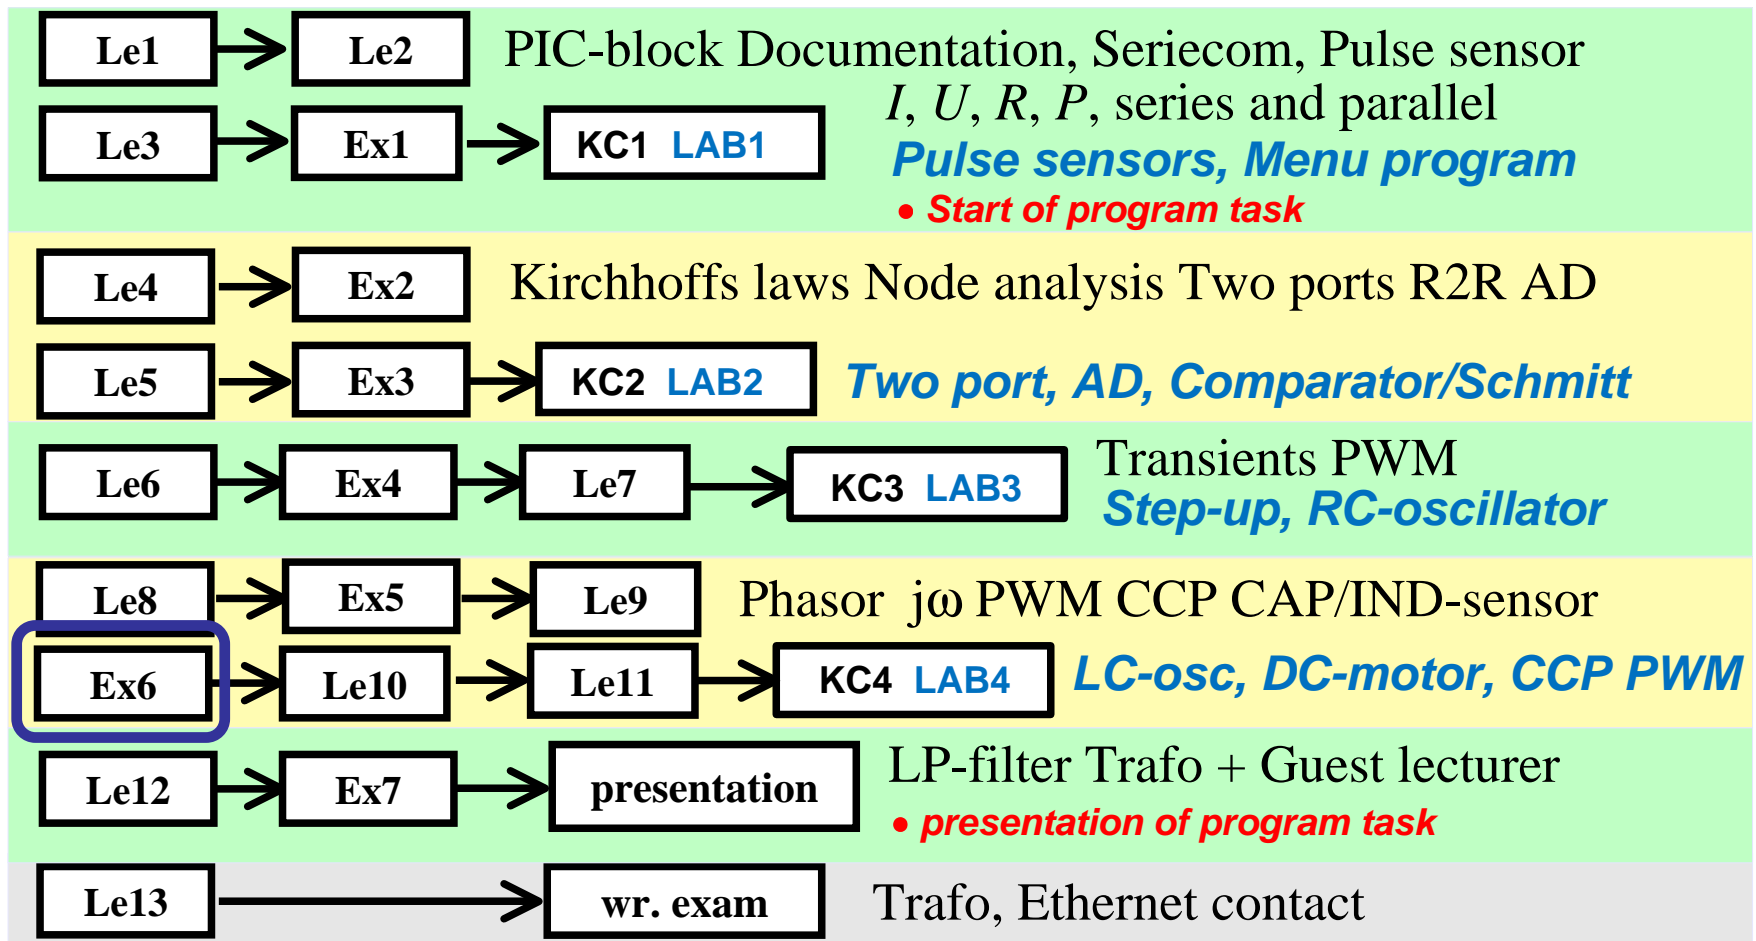 Le1 Le2 PIC-block Documentation, Seriecom, Pulse sensor
I, U, R, P, series and parallel
Le3 Ex1 KC1 LAB1 Pulse sensors, Menu program
• Start of program task
Le4 Ex2 Kirchhoffs laws Node analysis Two ports R2R AD
Le5 Ex3 KC2 LAB2 Two port, AD, Comparator/Schmitt
Transients PWM
Le6 Ex4 Le7 KC3 LAB3 Step-up, RC-oscillator
Le8 Ex5 Le9 Phasor jω PWM CCP CAP/IND-sensor
Ex6 Le10 Le11 KC4 LAB4 LC-osc, DC-motor, CCP PWM
LP-filter Trafo + Guest lecturer
Le12 Ex7 presentation • presentation of program task
Le13 wr. exam Trafo, Ethernet contact